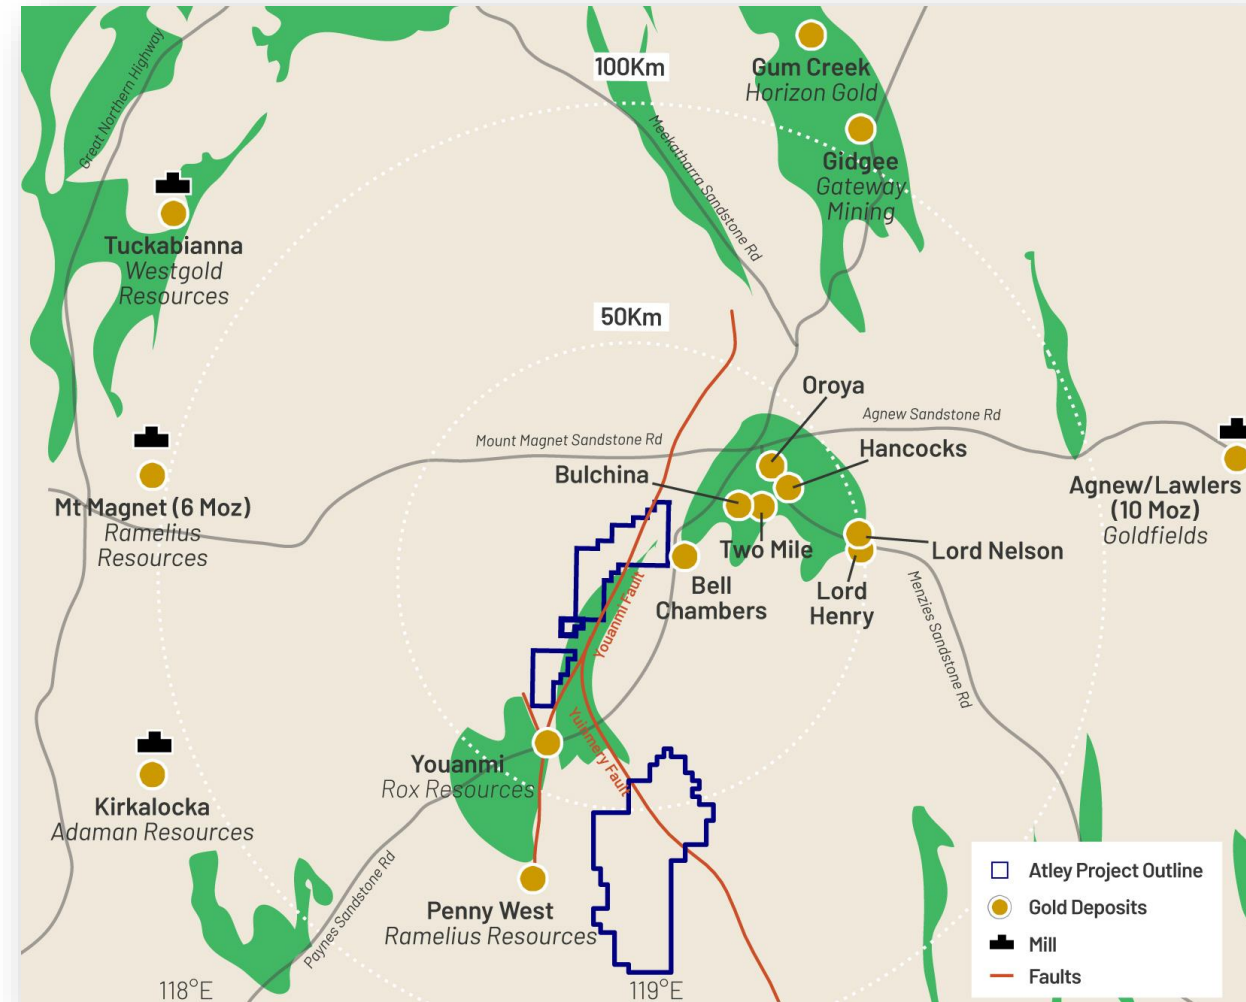 100Km
Gum Creek
Horizon Gold
Great Northern Highway
Meekatharra Sandstone Rd
Gidgee
Gateway
Mining
Tuckabianna
Westgold
Resources
50Km
Oroya
Agnew Sandstone Rd
Mount Magnet Sandstone Rd
Hancocks
Bulchina
Mt Magnet (6 Moz)
Ramelius
Resources
Agnew/Lawlers
(10 Moz)
Goldfields
Two Mile
Lord Nelson
Bell
Chambers
Lord
Henry
Youanmi Fault
Menzies Sandstone Rd
Yuinmery Fault
Youanmi
Rox Resources
Kirkalocka
Adaman Resources
Paynes Sandstone Rd
Penny West
Ramelius Resources
Atley Project Outline
Gold Deposits
Mill
Faults
118°E
119°E